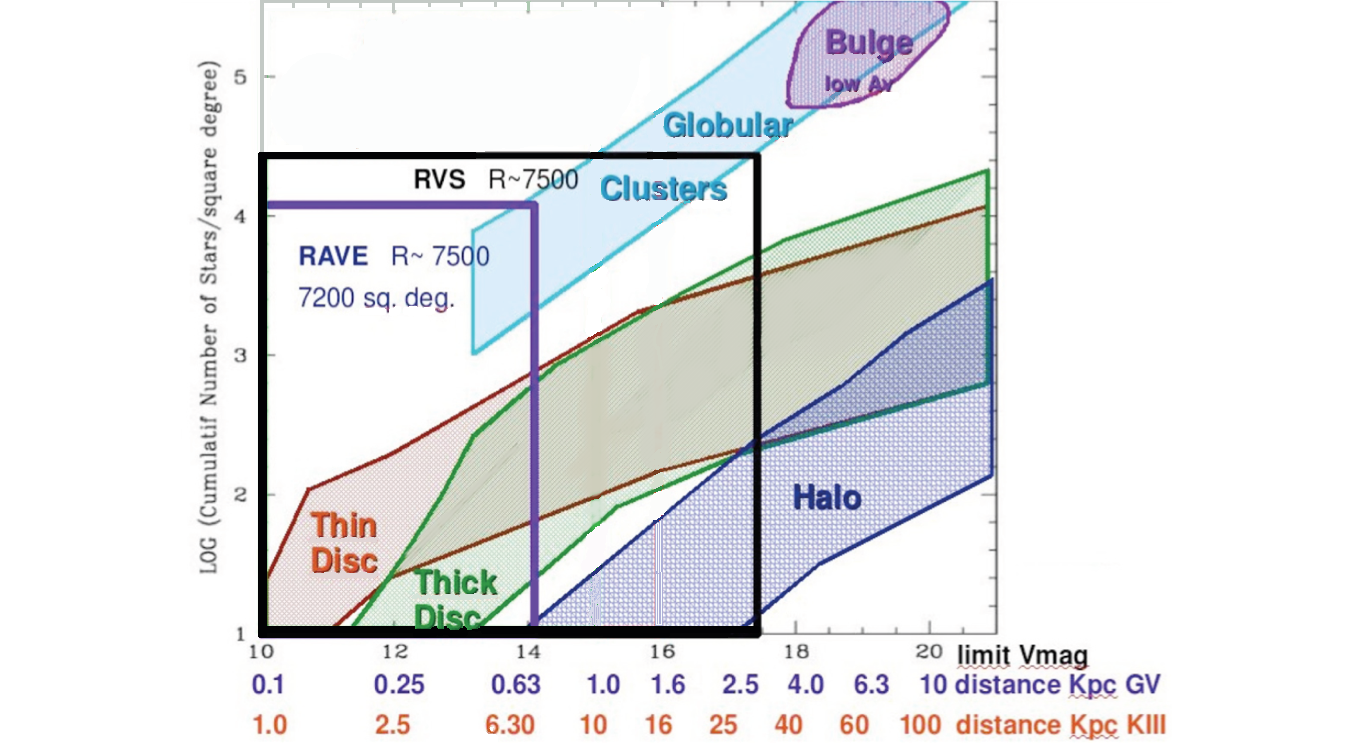 LOG (Cumulatif Number of Stars/square degree)
5
4
3
2
1
Bulge
low Av
Globular
Clusters
RVS R~7500
RAVE R~ 7500
7200 sq. deg.
Thin
Disc
Thick
Disc
Halo
10 12 14 16 18 20 limit Vmag
0.1 0.25 0.63 1.0 1.6 2.5 4.0 6.3 10 distance Kpc GV
1.0 2.5 6.30 10 16 25 40 60 100 distance Kpc KIII